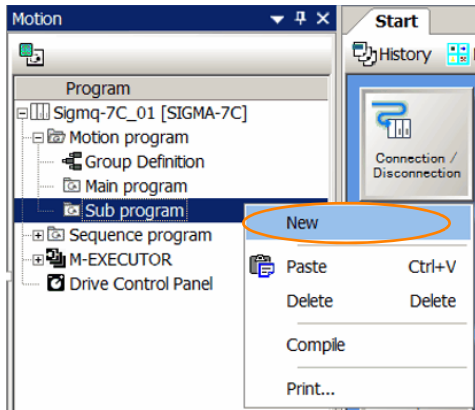 Motion
Start
History
Program
Sigmq-7C_01 [SIGMA-7C]
Motion program
Group Definition
Main program
Sub program
Sequence program
M-EXECUTOR
Drive Control Panel
Connection /
Disconnection
New
Paste Ctrl+V
Delete Delete
Compile
Print...